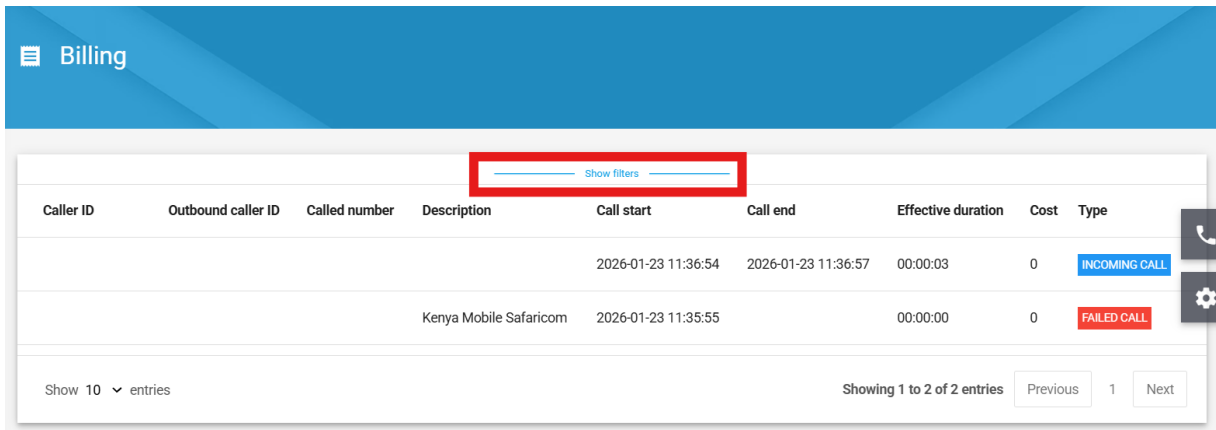 Billing
Show filters
Caller ID Outbound caller ID Called number Description Call start Call end Effective duration Cost Type
2026-01-23 11:36:54 2026-01-23 11:36:57 00:00:03 0 INCOMING CALL
Kenya Mobile Safaricom 2026-01-23 11:35:55 00:00:00 0 FAILED CALL
Show 10 entries Showing 1 to 2 of 2 entries Previous 1 Next